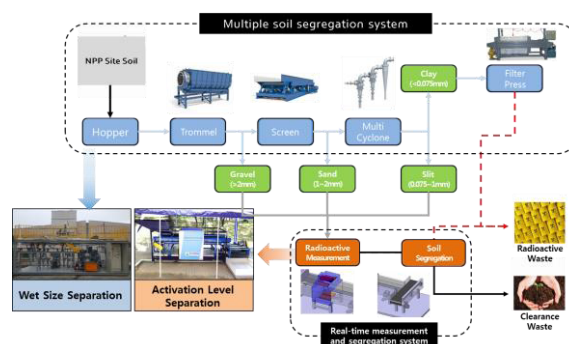 Multiple soil segregation system
NPP Site Soil
Clay
(<0.075mm)
Filter
Press
Hopper
Trommel
Screen
Multi
Cyclone
Gravel
(>2mm)
Sand
(1~2mm)
Slit
(0.075~1mm)
Radioactive
Measurement
Soil
Segregation
Radioactive
Waste
Wet Size Separation
Activation Level
Separation
Clearance
Waste
Real-time measurement
and segregation system